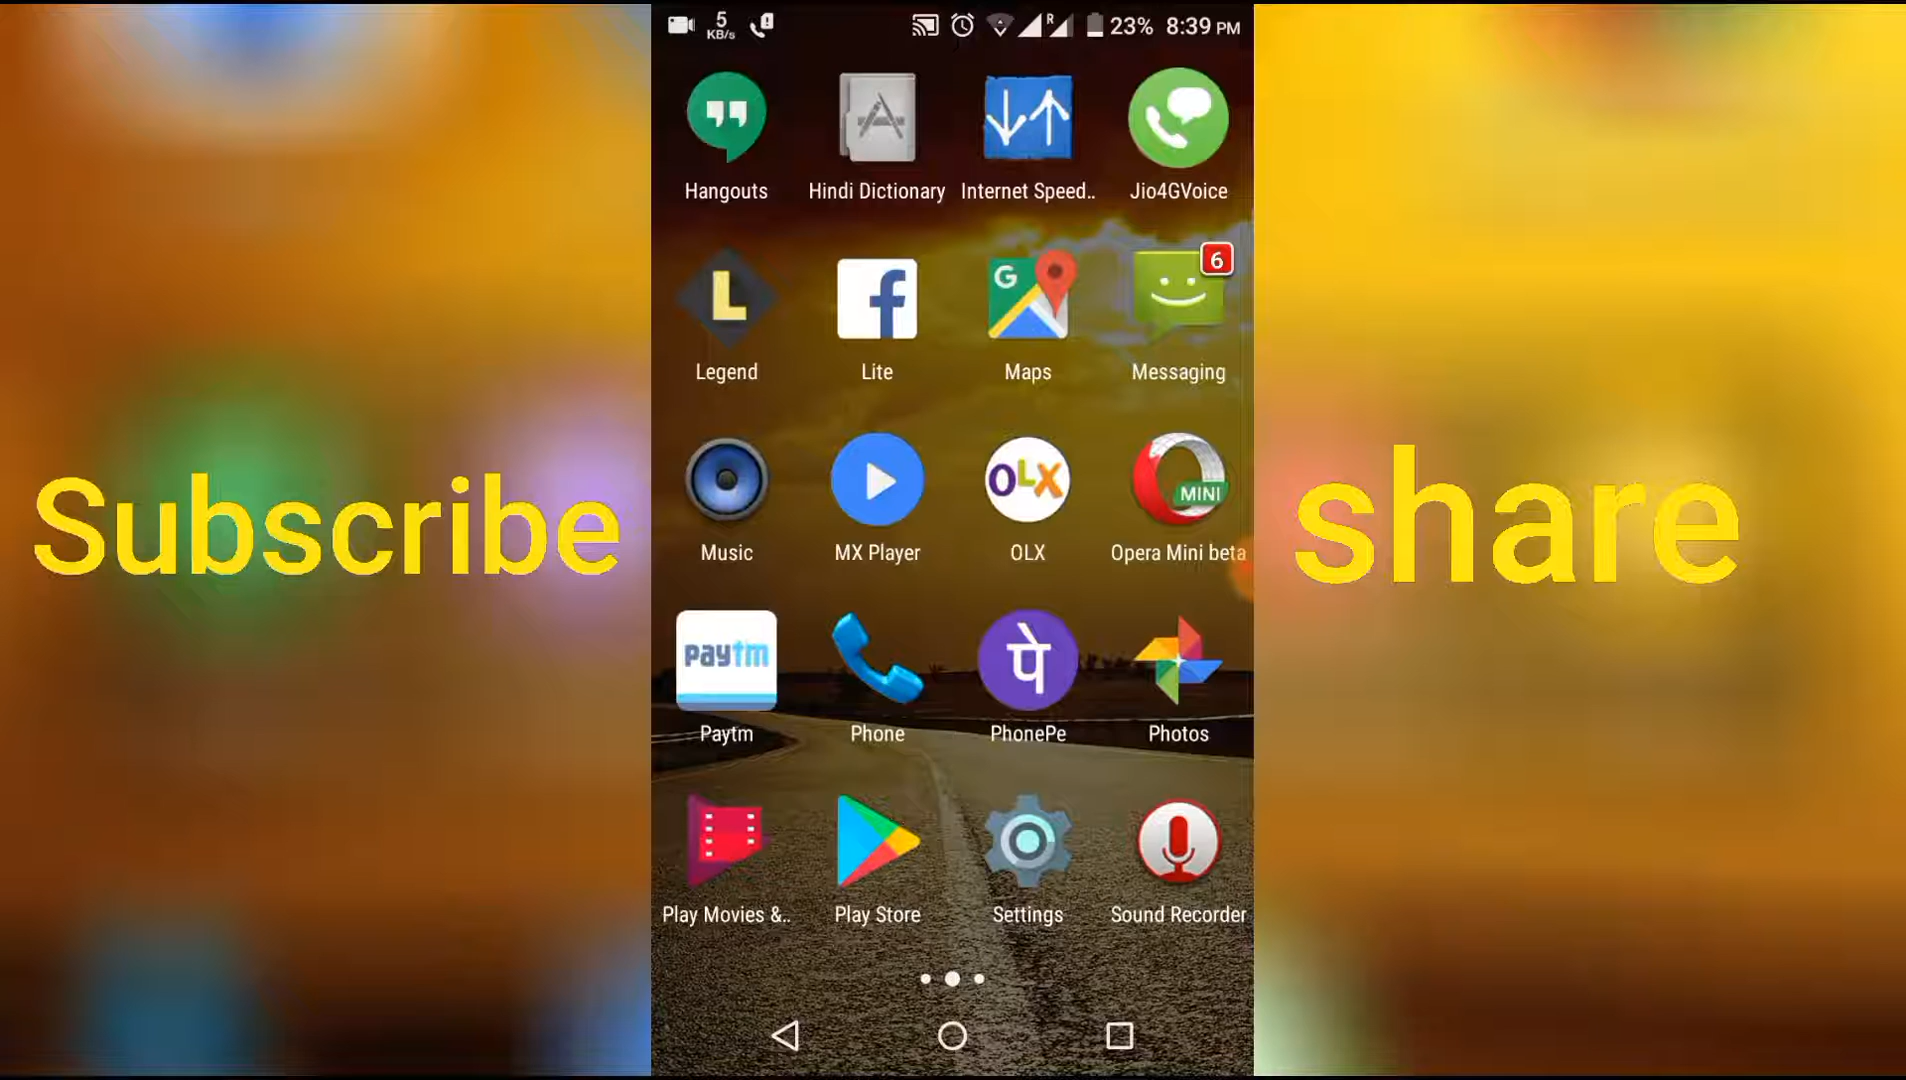 5
KB/s
R
23% 8:39 PM
Hangouts
Hindi Dictionary
Internet Speed..
Jio4GVoice
L
Legend
f
Lite
G
Maps
6
Messaging
Music
MX Player
OLX
OLX
MINI
Opera Mini beta
Subscribe
share
paytm
Paytm
Phone
पे
PhonePe
Photos
Play Movies &..
Play Store
Settings
Sound Recorder